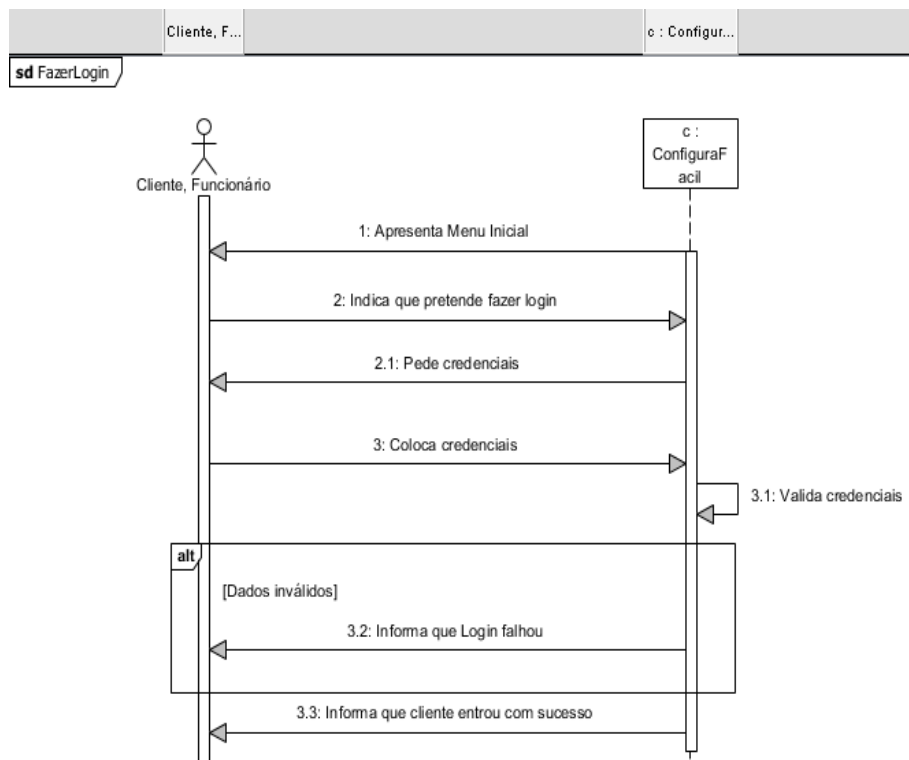 Cliente, F...
c : Configur...
sd FazerLogin
Cliente, Funcionário
c :
ConfiguraF
acil
1: Apresenta Menu Inicial
2: Indica que pretende fazer login
2.1: Pede credenciais
3: Coloca credenciais
3.1: Valida credenciais
alt
[Dados inválidos]
3.2: Informa que Login falhou
3.3: Informa que cliente entrou com sucesso